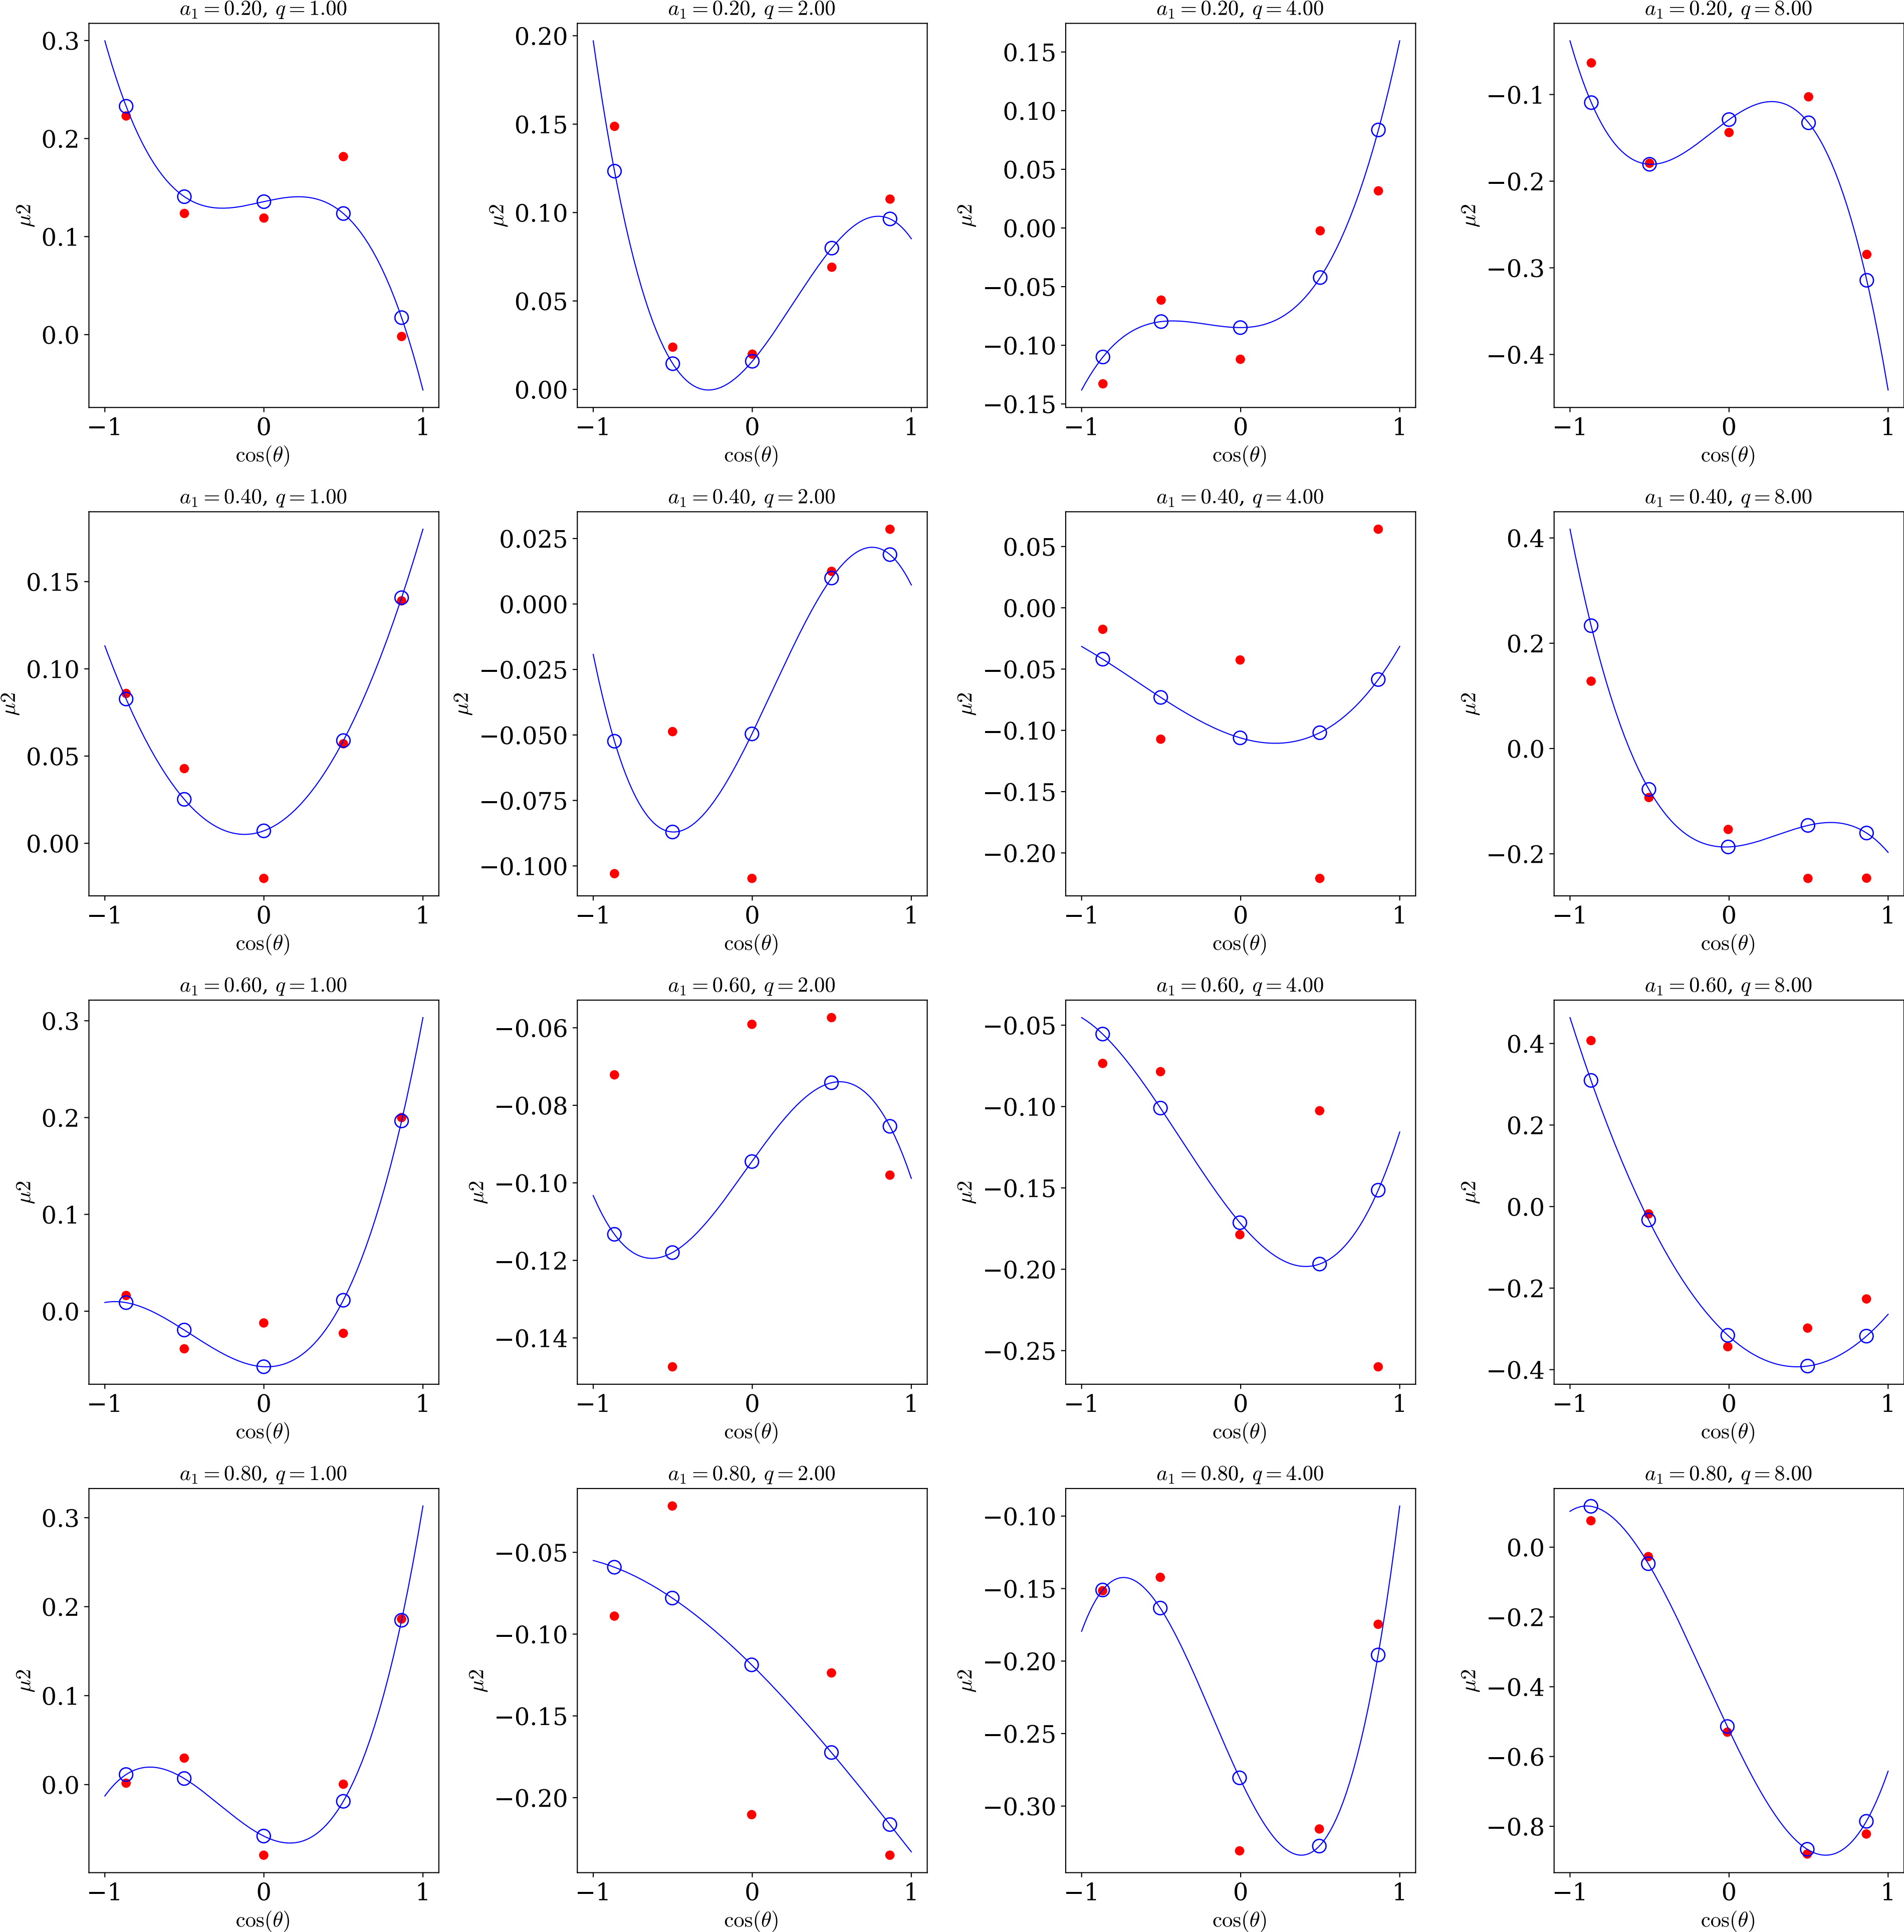 a₁ = 0.20, q = 1.00
a₁ = 0.20, q = 2.00
a₁ = 0.20, q = 4.00
a₁ = 0.20, q = 8.00
0.3
0.2
0.1
0.0
μ2
−1 0 1
cos(θ)
0.20
0.15
0.10
0.05
0.00
μ2
−1 0 1
cos(θ)
0.15
0.10
0.05
0.00
−0.05
−0.10
−0.15
μ2
−1 0 1
cos(θ)
−0.1
−0.2
−0.3
−0.4
μ2
−1 0 1
cos(θ)
a₁ = 0.40, q = 1.00
a₁ = 0.40, q = 2.00
a₁ = 0.40, q = 4.00
a₁ = 0.40, q = 8.00
0.15
0.10
0.05
0.00
μ2
−1 0 1
cos(θ)
0.025
0.000
−0.025
−0.050
−0.075
−0.100
μ2
−1 0 1
cos(θ)
0.05
0.00
−0.05
−0.10
−0.15
−0.20
μ2
−1 0 1
cos(θ)
0.4
0.2
0.0
−0.2
μ2
−1 0 1
cos(θ)
a₁ = 0.60, q = 1.00
a₁ = 0.60, q = 2.00
a₁ = 0.60, q = 4.00
a₁ = 0.60, q = 8.00
0.3
0.2
0.1
0.0
μ2
−1 0 1
cos(θ)
−0.06
−0.08
−0.10
−0.12
−0.14
μ2
−1 0 1
cos(θ)
−0.05
−0.10
−0.15
−0.20
−0.25
μ2
−1 0 1
cos(θ)
0.4
0.2
0.0
−0.2
−0.4
μ2
−1 0 1
cos(θ)
a₁ = 0.80, q = 1.00
a₁ = 0.80, q = 2.00
a₁ = 0.80, q = 4.00
a₁ = 0.80, q = 8.00
0.3
0.2
0.1
0.0
μ2
−1 0 1
cos(θ)
−0.05
−0.10
−0.15
−0.20
μ2
−1 0 1
cos(θ)
−0.10
−0.15
−0.20
−0.25
−0.30
μ2
−1 0 1
cos(θ)
0.0
−0.2
−0.4
−0.6
−0.8
μ2
−1 0 1
cos(θ)